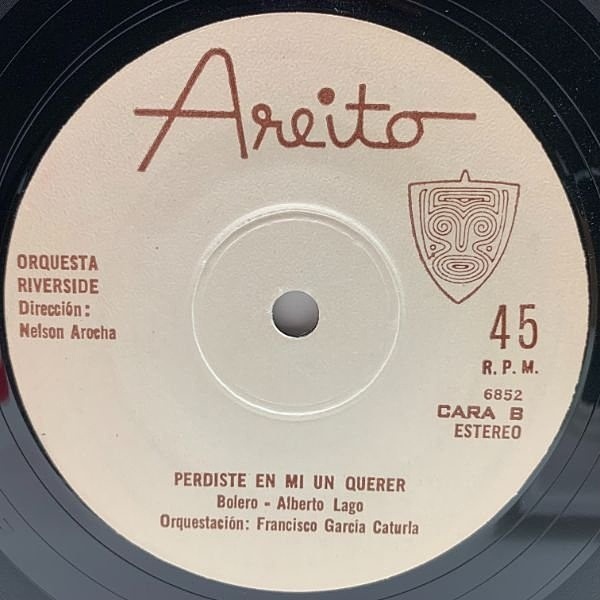 Areito
ORQUESTA
RIVERSIDE
Dirección:
Nelson Arocha
45
R. P. M.
6852
CARA B
ESTEREO
PERDISTE EN MI UN QUERER
Bolero - Alberto Lago
Orquestación: Francisco García Caturla